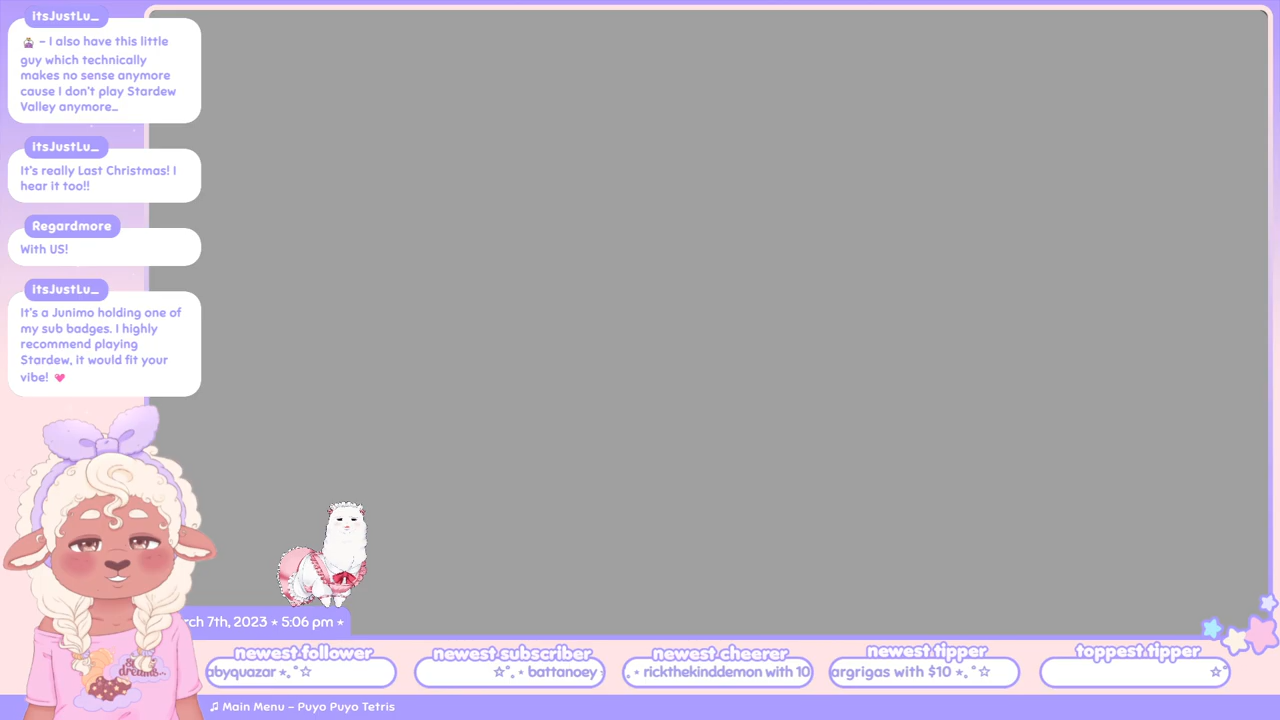 itsJustLu_
- I also have this little
guy which technically
makes no sense anymore
cause I don't play Stardew
Valley anymore...
itsJustLu_
It's really Last Christmas! I
hear it too!!
Regardmore
With US!
itsJustLu_
It's a Junimo holding one of
my sub badges. I highly
recommend playing
Stardew, it would fit your
vibe!
rch 7th, 2023 ⋆ 5:06 pm ⋆
newest follower
abyquazar ⋆｡˚☆
newest subscriber
☆˚｡⋆ battanoey
newest cheerer
｡⋆ rickthekinddemon with 10
newest tipper
argrigas with $10 ⋆｡˚☆
toppest tipper
☆˚
♫ Main Menu - Puyo Puyo Tetris
dreams...